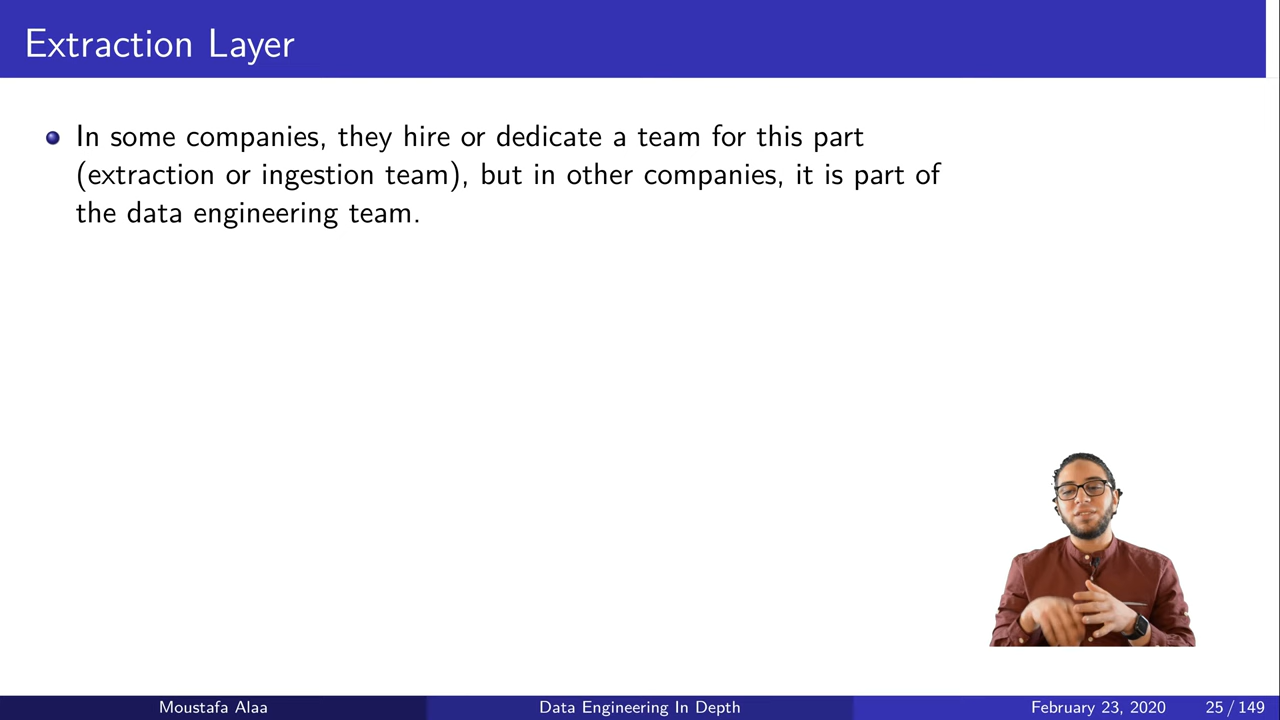 Extraction Layer
In some companies, they hire or dedicate a team for this part
(extraction or ingestion team), but in other companies, it is part of
the data engineering team.
Moustafa Alaa
Data Engineering In Depth
February 23, 2020
25 / 149